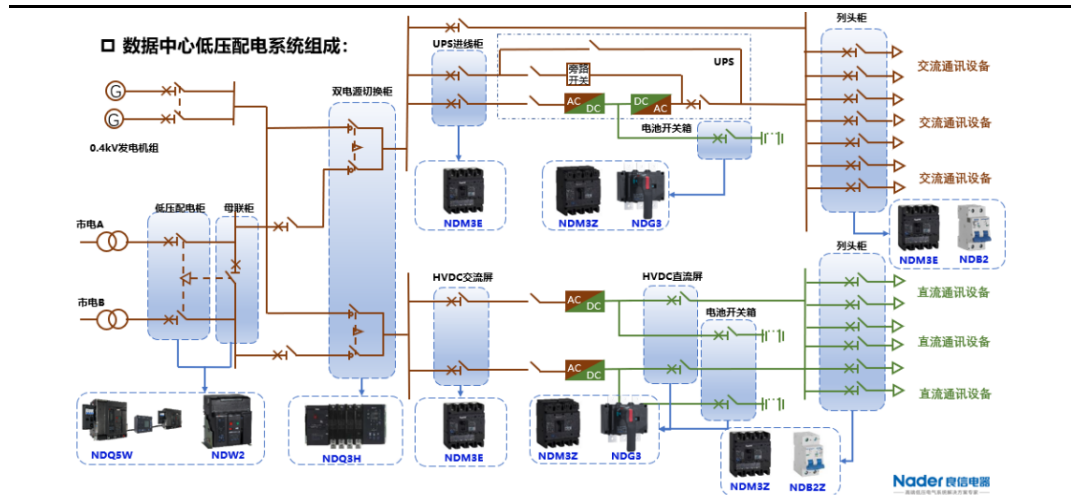 数据中心低压配电系统组成：
G
G
0.4kV发电机组
双电源切换柜
UPS进线柜
旁路
开关
UPS
AC
DC
DC
AC
电池开关箱
列头柜
交流通讯设备
交流通讯设备
交流通讯设备
NDM3E
NDM3Z
NDG3
NDM3E
NDB2
低压配电柜
母联柜
市电A
市电B
HVDC交流屏
AC
DC
AC
DC
HVDC直流屏
电池开关箱
列头柜
直流通讯设备
直流通讯设备
直流通讯设备
NDQ5W
NDW2
NDQ3H
NDM3E
NDM3Z
NDG3
NDM3Z
NDB2Z
Nader 良信电器